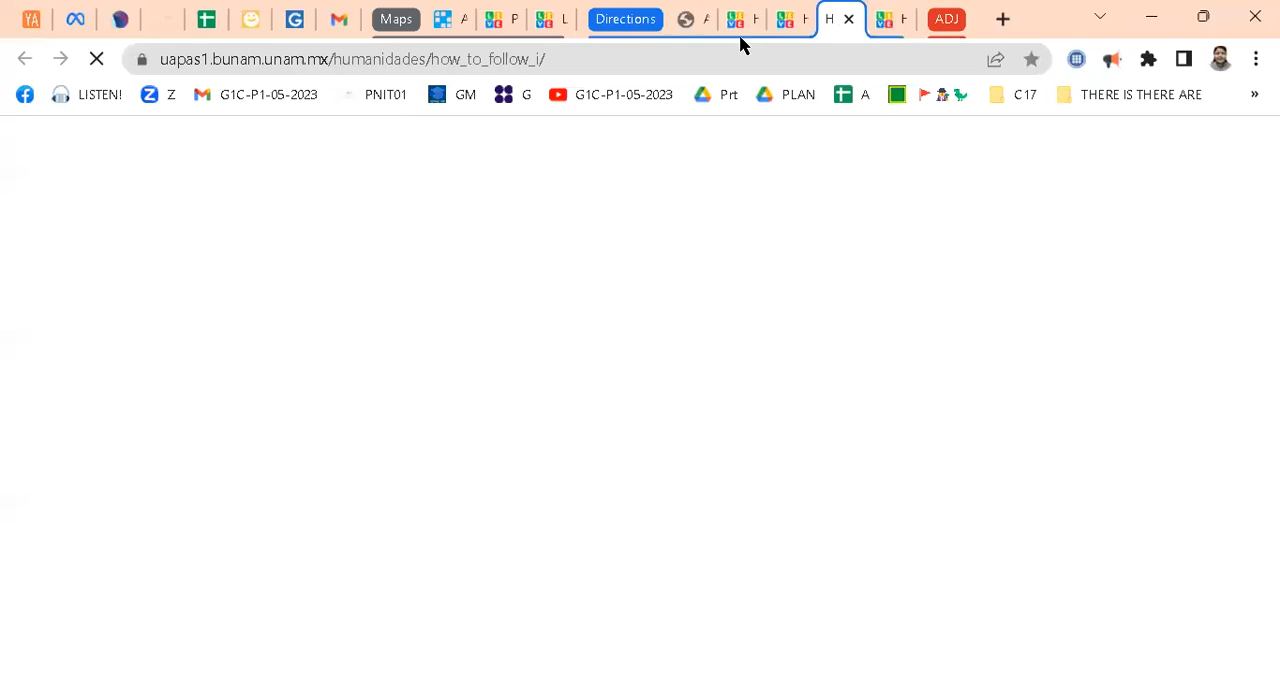 YA Maps A P L Directions A H H H H ADJ
uapas1.bunam.unam.mx/humanidades/how_to_follow_i/
LISTEN! Z G1C-P1-05-2023 PNIT01 GM G G1C-P1-05-2023 Prt PLAN A C17 THERE IS THERE ARE »